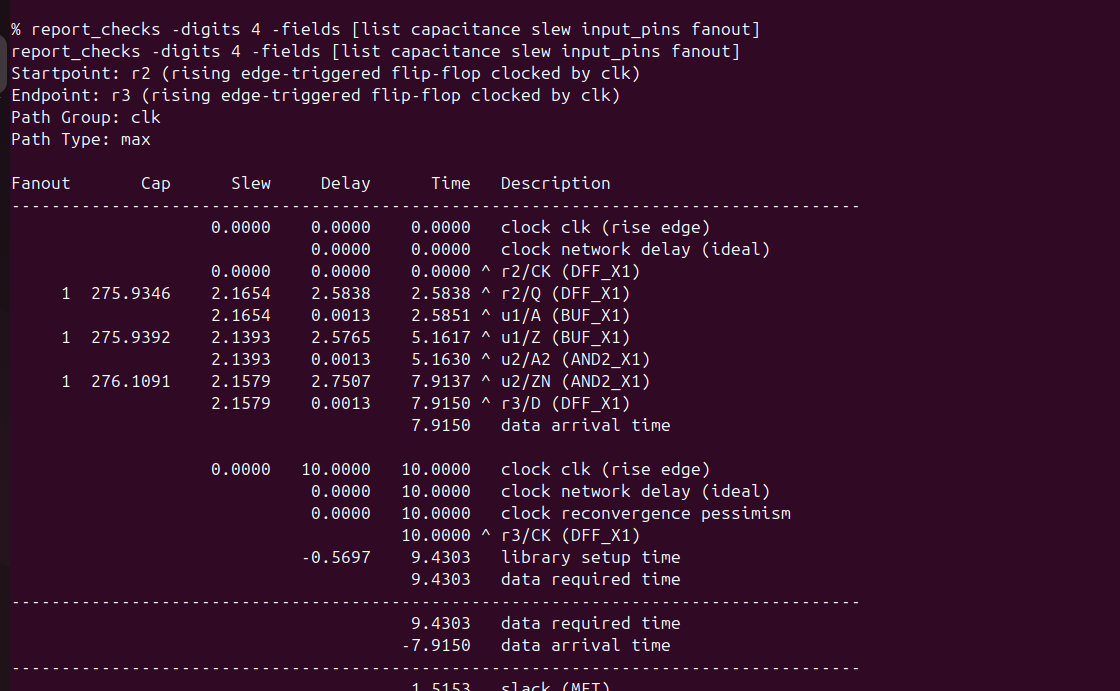 % report_checks -digits 4 -fields [list capacitance slew input_pins fanout]
report_checks -digits 4 -fields [list capacitance slew input_pins fanout]
Startpoint: r2 (rising edge-triggered flip-flop clocked by clk)
Endpoint: r3 (rising edge-triggered flip-flop clocked by clk)
Path Group: clk
Path Type: max

Fanout       Cap      Slew     Delay      Time   Description
-------------------------------------------------------------------------------------
                    0.0000    0.0000    0.0000   clock clk (rise edge)
                              0.0000    0.0000   clock network delay (ideal)
                    0.0000    0.0000    0.0000 ^ r2/CK (DFF_X1)
     1  275.9346    2.1654    2.5838    2.5838 ^ r2/Q (DFF_X1)
                    2.1654    0.0013    2.5851 ^ u1/A (BUF_X1)
     1  275.9392    2.1393    2.5765    5.1617 ^ u1/Z (BUF_X1)
                    2.1393    0.0013    5.1630 ^ u2/A2 (AND2_X1)
     1  276.1091    2.1579    2.7507    7.9137 ^ u2/ZN (AND2_X1)
                    2.1579    0.0013    7.9150 ^ r3/D (DFF_X1)
                                        7.9150   data arrival time

                    0.0000   10.0000   10.0000   clock clk (rise edge)
                              0.0000   10.0000   clock network delay (ideal)
                              0.0000   10.0000   clock reconvergence pessimism
                                       10.0000 ^ r3/CK (DFF_X1)
                             -0.5697    9.4303   library setup time
                                        9.4303   data required time
-------------------------------------------------------------------------------------
                                        9.4303   data required time
                                       -7.9150   data arrival time
-------------------------------------------------------------------------------------
                                        1.5153   slack (MET)